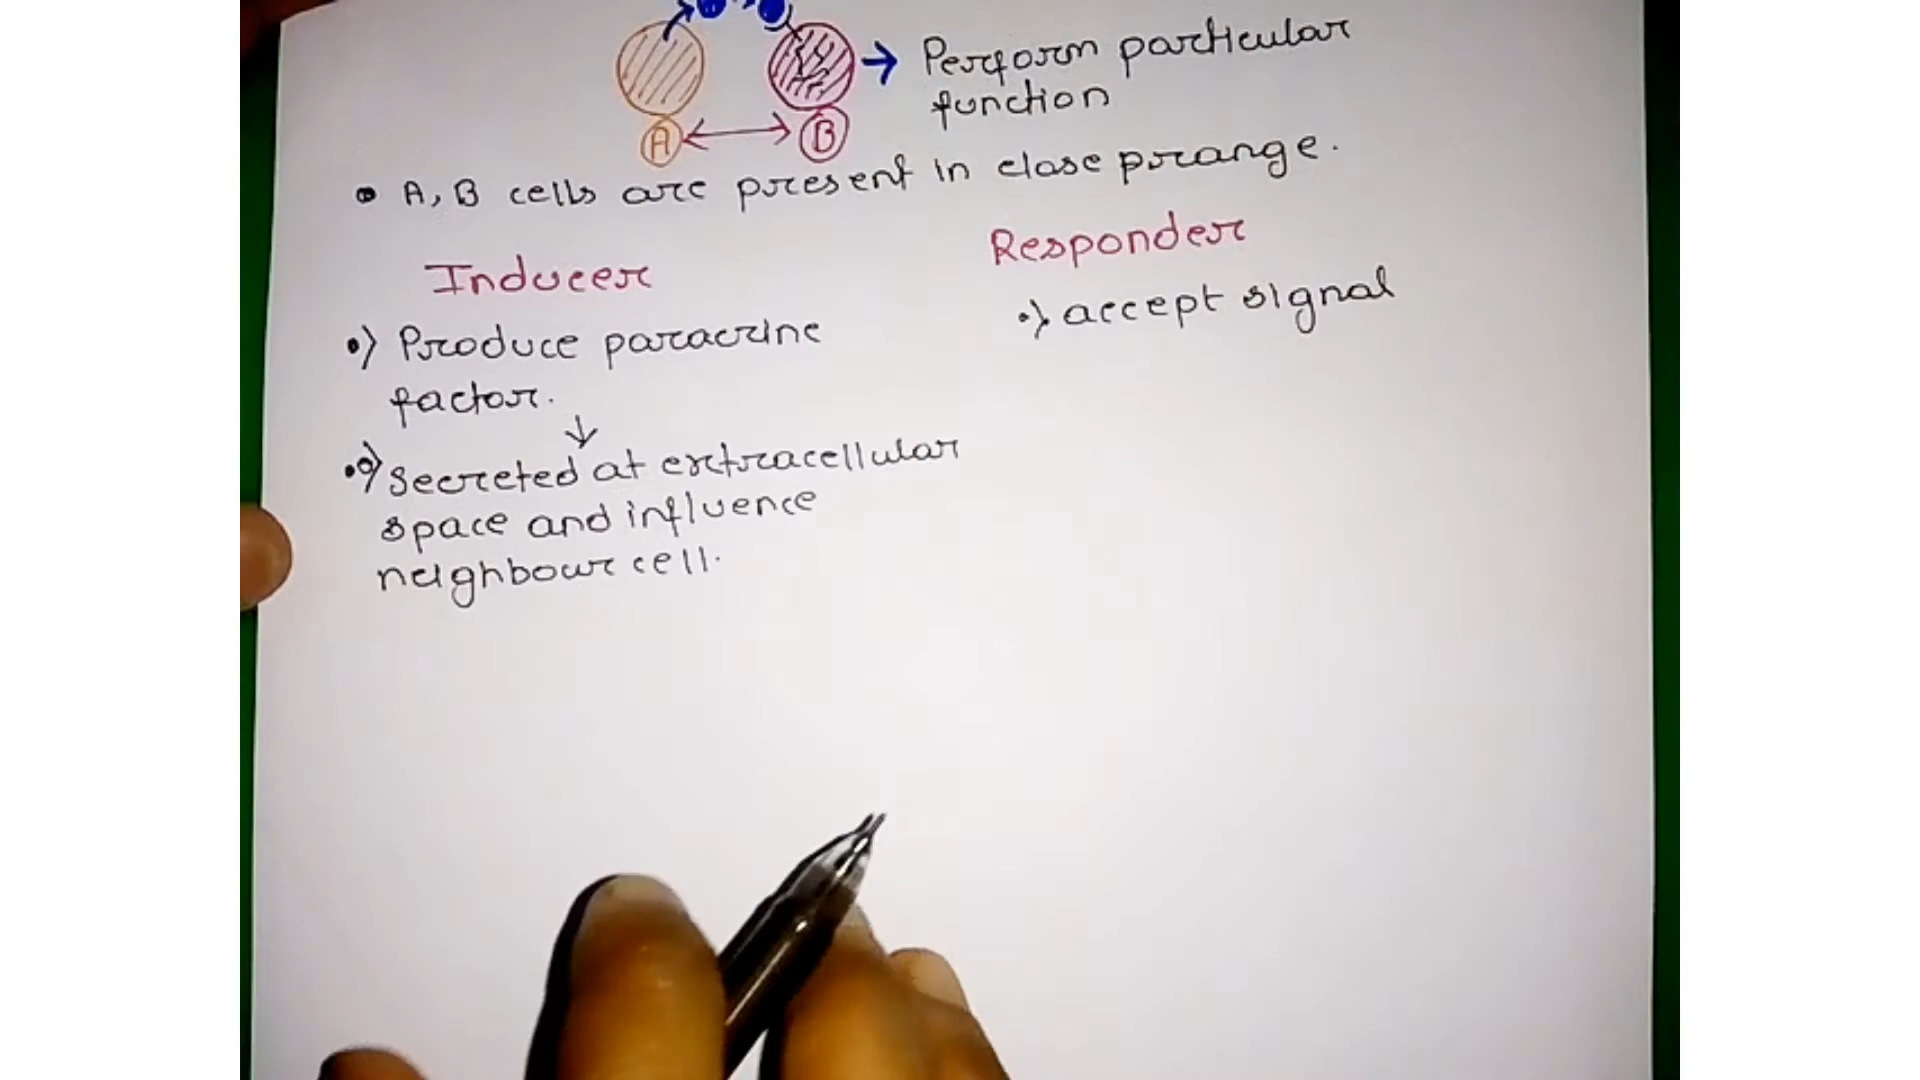 Perform particular
function
A
B
• A, B cells are present in close prange.
Inducer
Responder
•) Produce paracrine
factor.
•) accept signal
•) Secreted at extracellular
space and influence
neighbour cell.